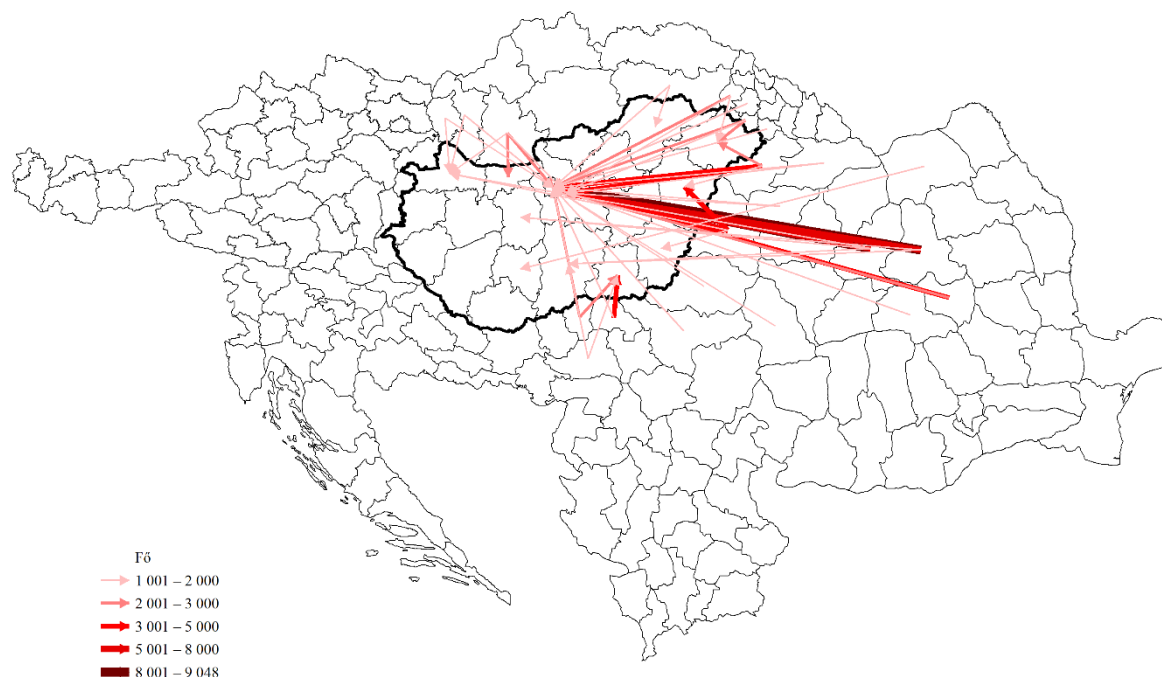 Fő
1 001 – 2 000
2 001 – 3 000
3 001 – 5 000
5 001 – 8 000
8 001 – 9 048